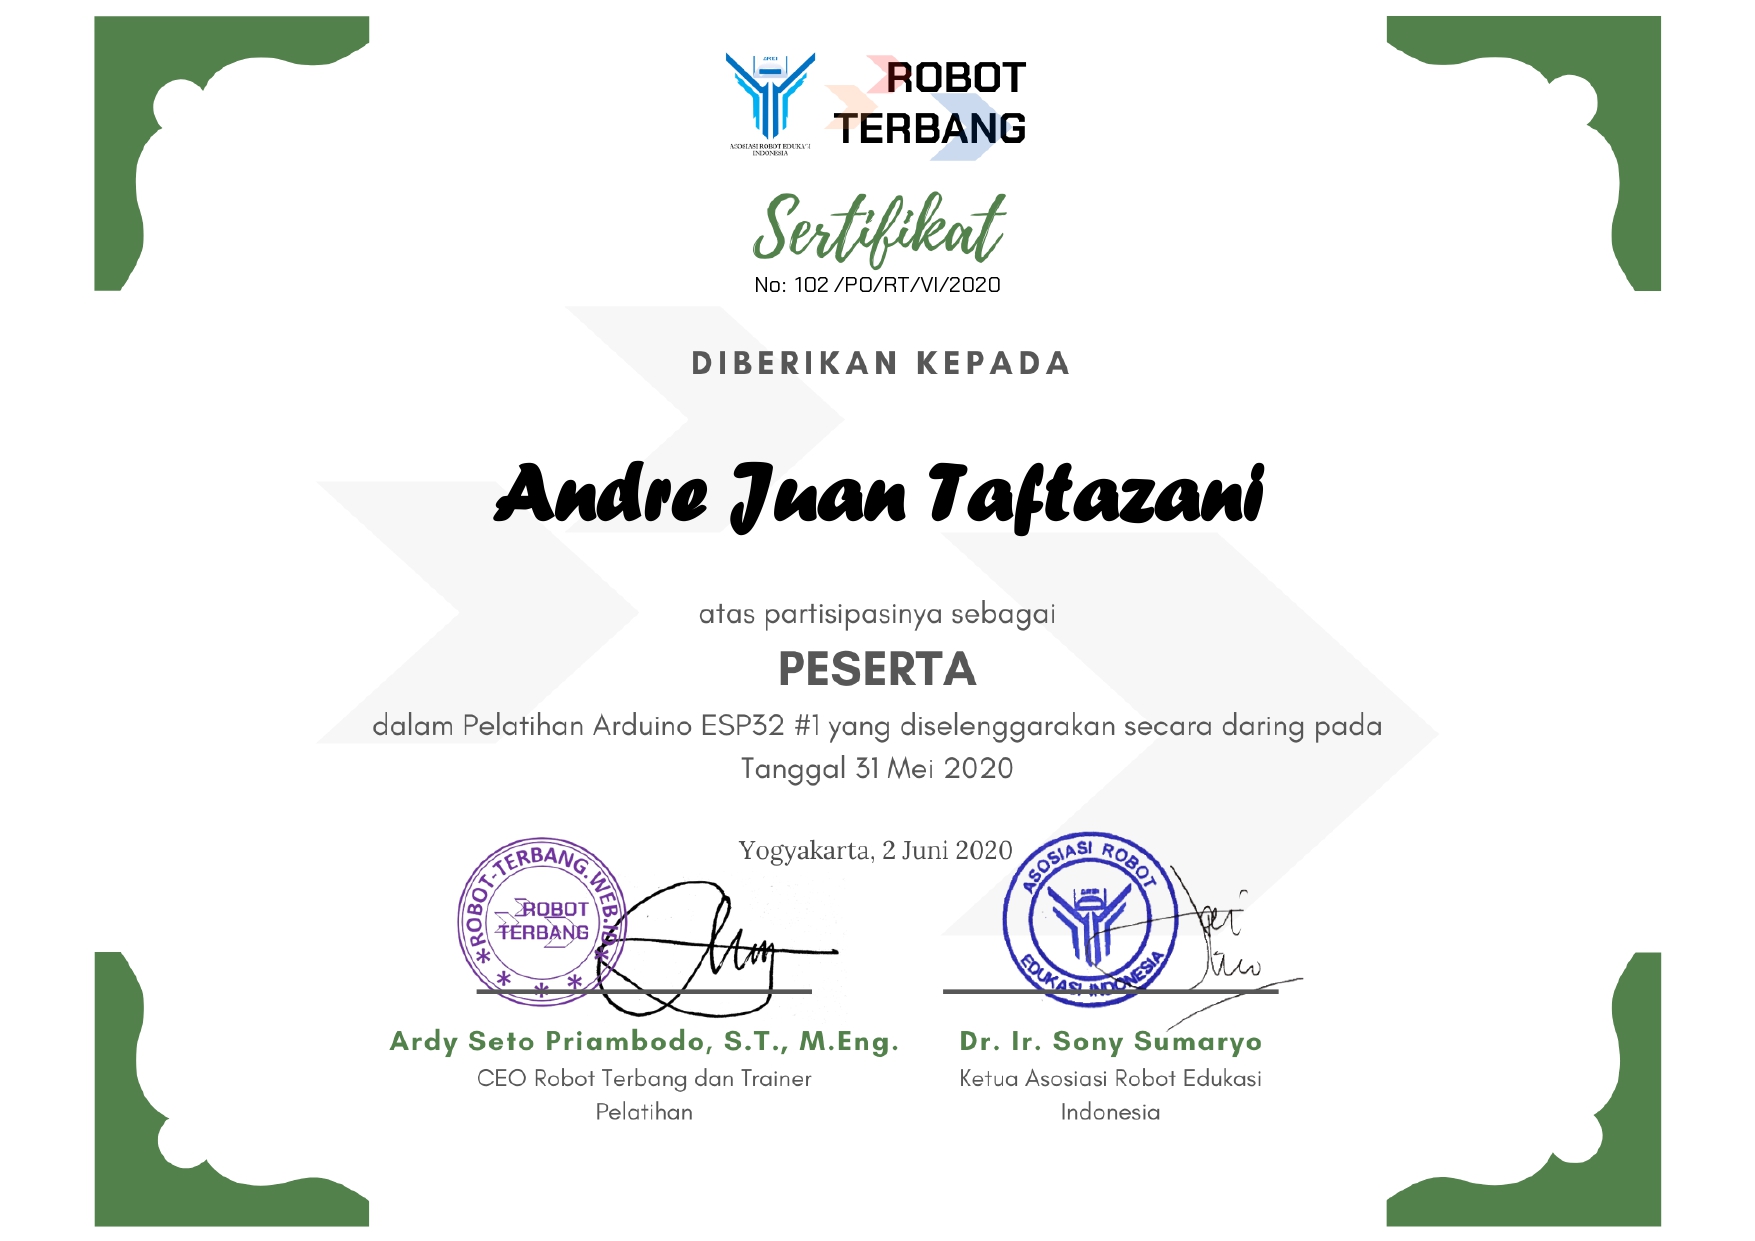 ASOSIASI ROBOT EDUKASI
INDONESIA
ROBOT
TERBANG
Sertifikat
No: 102 /PO/RT/VI/2020
DIBERIKAN KEPADA
Andre Juan Taftazani
atas partisipasinya sebagai
PESERTA
dalam Pelatihan Arduino ESP32 #1 yang diselenggarakan secara daring pada
Tanggal 31 Mei 2020
Yogyakarta, 2 Juni 2020
*ROBOT-TERBANG.WEB.ID*
ROBOT
TERBANG
* * *
ASOSIASI ROBOT
EDUKASI INDONESIA
Ardy Seto Priambodo, S.T., M.Eng.
CEO Robot Terbang dan Trainer
Pelatihan
Dr. Ir. Sony Sumaryo
Ketua Asosiasi Robot Edukasi
Indonesia